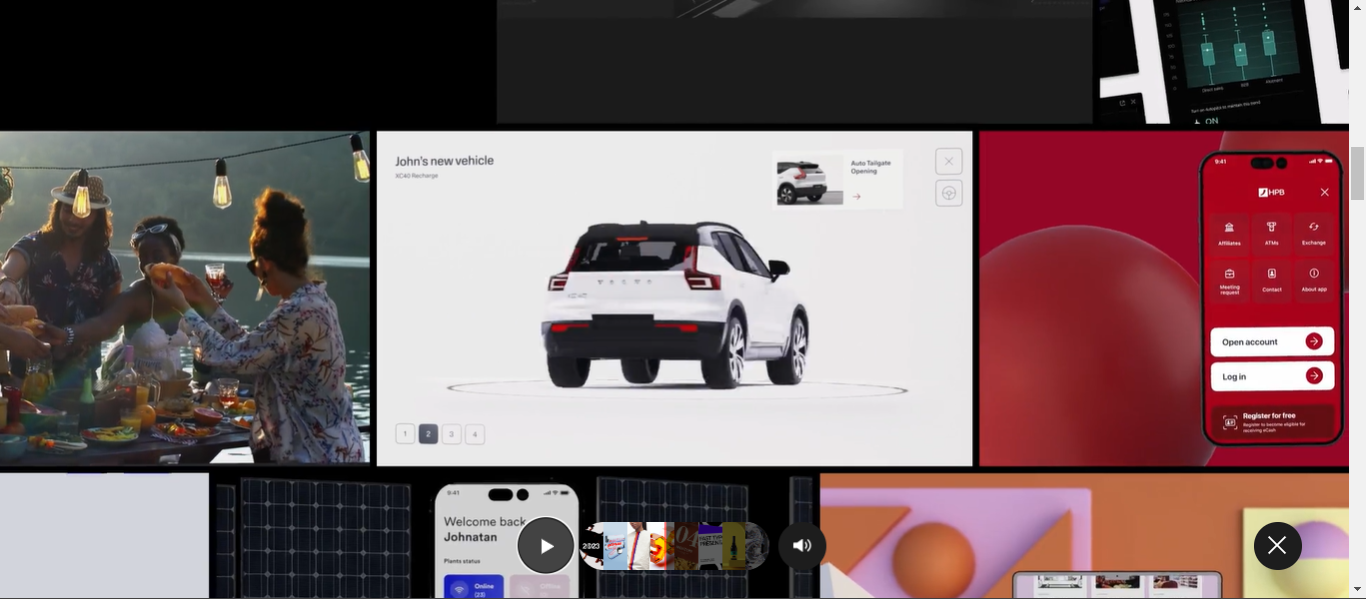 ON
John's new vehicle
XC40 Recharge
Auto Tailgate
Opening
1
2
3
4
9:41
HPB
Affiliates
ATMs
Exchange
Meeting
request
Contact
About app
Open account
Log in
Register for free
Register to become eligible for
receiving eCash
9:41
Welcome back
Johnatan
Plants status
Online
(23)
Offline
2023
04